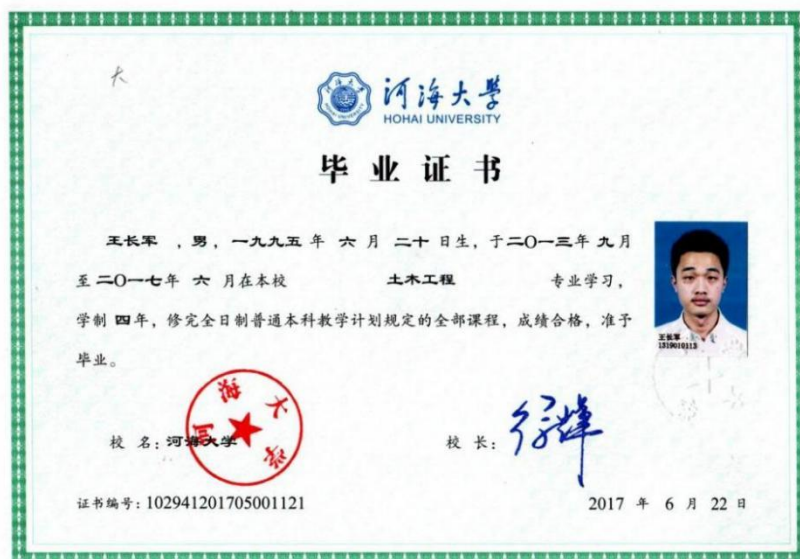 大
河海大学
HOHAI UNIVERSITY
毕业证书
王长军 ，男，一九九五 年 六 月 二十 日生，于二〇一三年 九月
至 二〇一七年 六 月在本校 土木工程 专业学习，
学制 四年，修完全日制普通本科教学计划规定的全部课程，成绩合格，准予
毕业。
王长军
1319010113
河海大学
校 名：河海大学
校 长：
证书编号：102941201705001121
2017 年 6 月 22 日